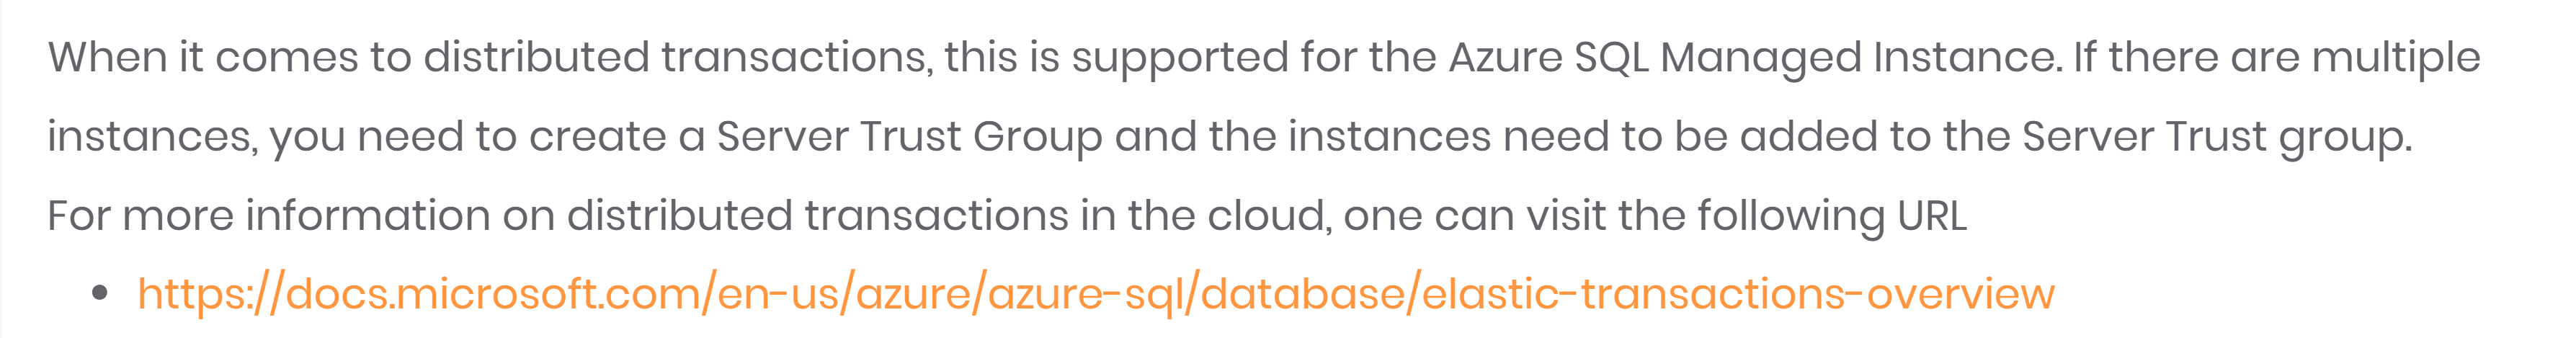 When it comes to distributed transactions, this is supported for the Azure SQL Managed Instance. If there are multiple
instances, you need to create a Server Trust Group and the instances need to be added to the Server Trust group.
For more information on distributed transactions in the cloud, one can visit the following URL
• https://docs.microsoft.com/en-us/azure/azure-sql/database/elastic-transactions-overview